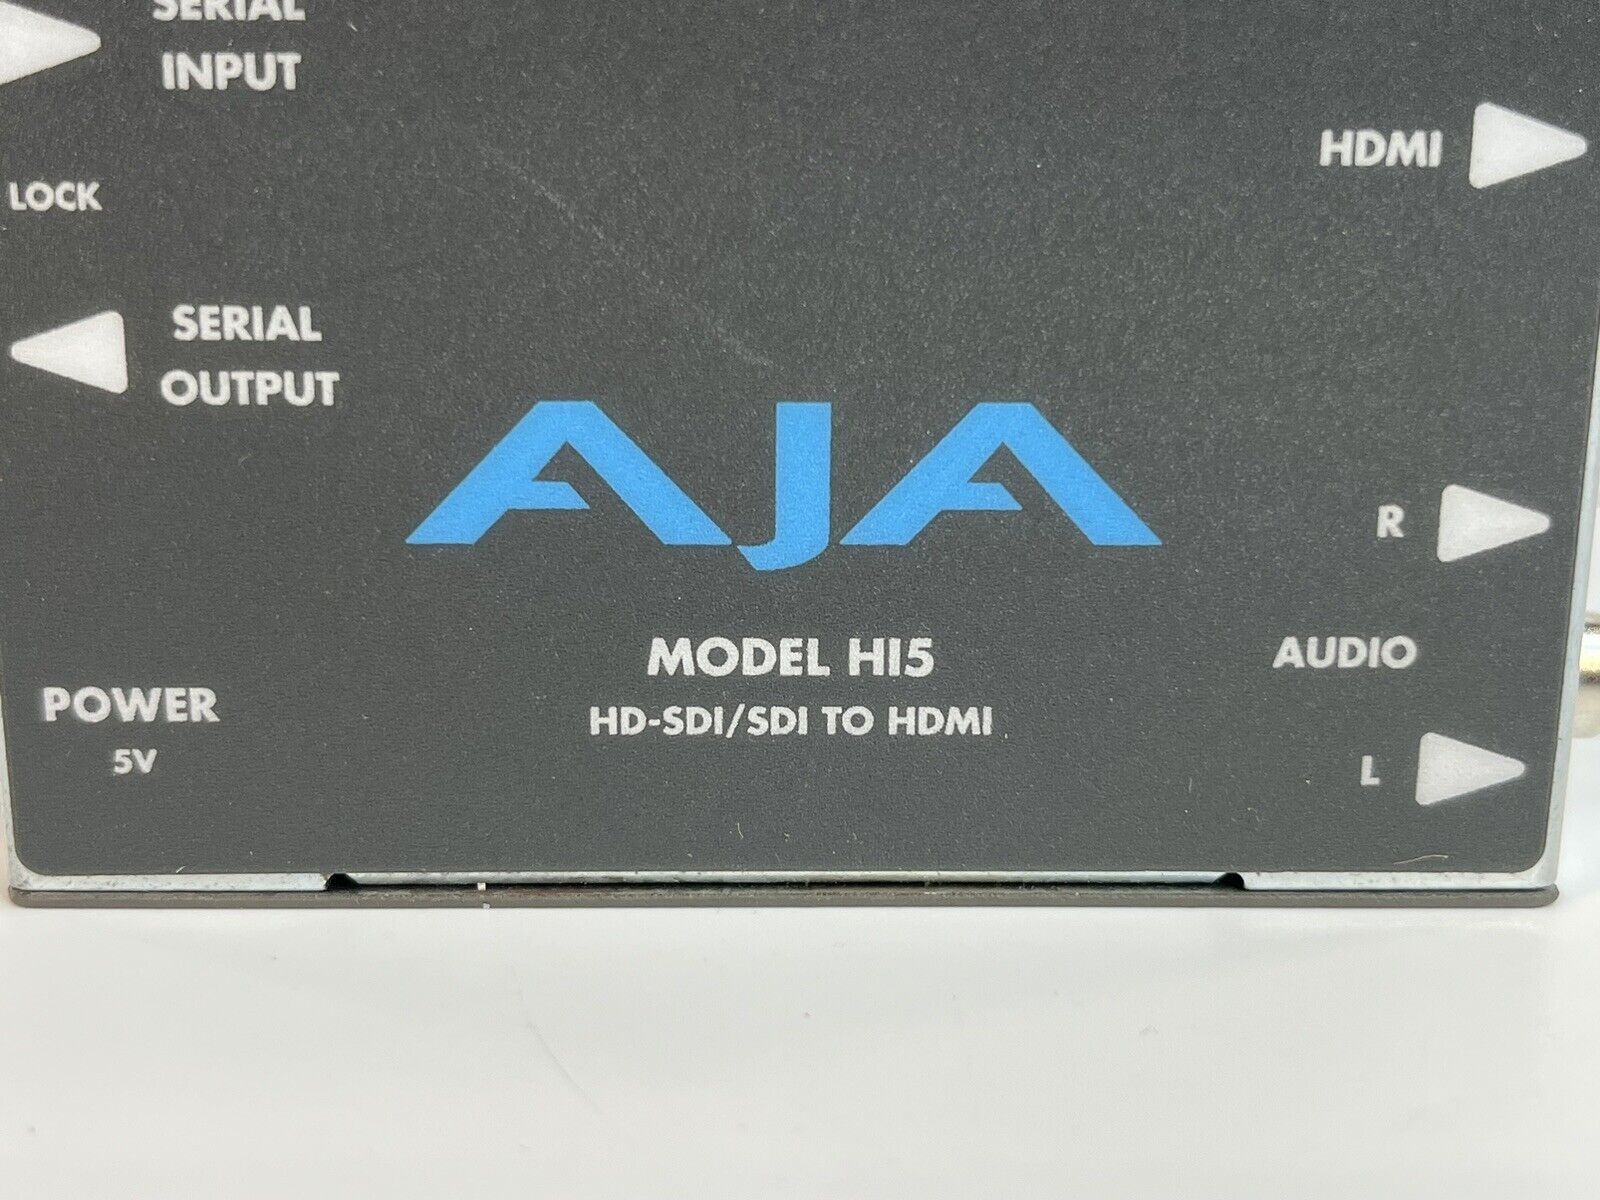 SERIAL
INPUT
HDMI
LOCK
SERIAL
OUTPUT
AJA
R
MODEL HI5
AUDIO
HD-SDI/SDI TO HDMI
POWER
5V
L